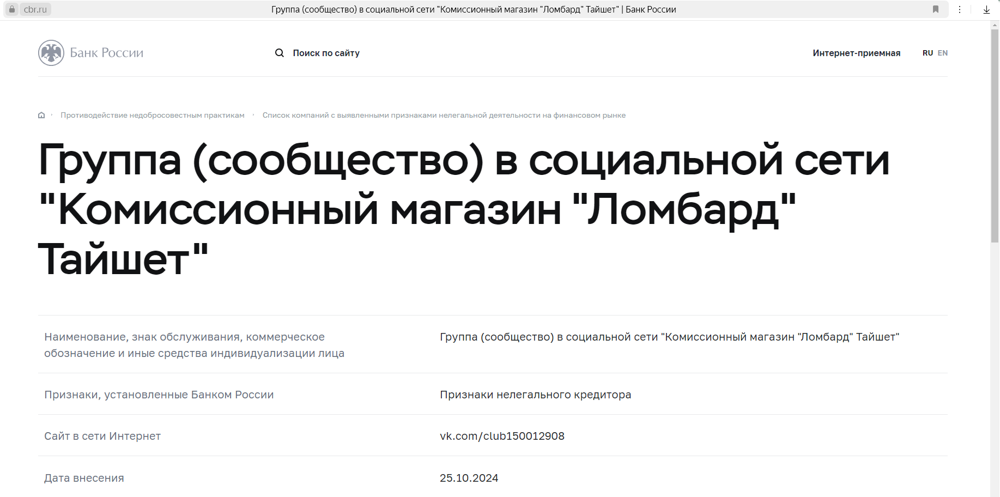 cbr.ru
Группа (сообщество) в социальной сети "Комиссионный магазин "Ломбард" Тайшет" | Банк России
Банк России
Поиск по сайту
Интернет-приемная
RU EN
Противодействие недобросовестным практикам
Список компаний с выявленными признаками нелегальной деятельности на финансовом рынке
Группа (сообщество) в социальной сети
"Комиссионный магазин "Ломбард"
Тайшет"
Наименование, знак обслуживания, коммерческое
обозначение и иные средства индивидуализации лица
Группа (сообщество) в социальной сети "Комиссионный магазин "Ломбард" Тайшет"
Признаки, установленные Банком России
Признаки нелегального кредитора
Сайт в сети Интернет
vk.com/club150012908
Дата внесения
25.10.2024